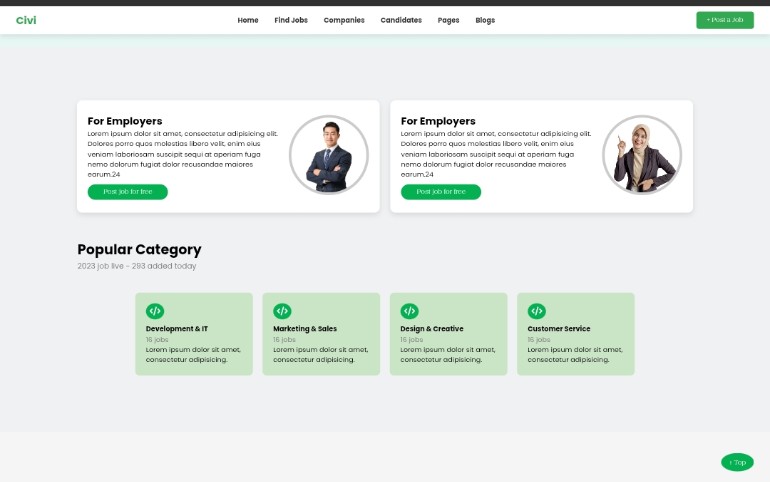 Civi
Home Find Jobs Companies Candidates Pages Blogs
+ Post a Job
For Employers
Lorem ipsum dolor sit amet, consectetur adipisicing elit.
Dolores porro quos molestias libero velit, enim eius
veniam laboriosam suscipit sequi at aperiam fuga
nemo dolorum fugiat dolor recusandae maiores
earum.24
Post job for free
For Employers
Lorem ipsum dolor sit amet, consectetur adipisicing elit.
Dolores porro quos molestias libero velit, enim eius
veniam laboriosam suscipit sequi at aperiam fuga
nemo dolorum fugiat dolor recusandae maiores
earum.24
Post job for free
Popular Category
2023 job live - 293 added today
</>
Development & IT
16 jobs
Lorem ipsum dolor sit amet,
consectetur adipisicing.
</>
Marketing & Sales
16 jobs
Lorem ipsum dolor sit amet,
consectetur adipisicing.
</>
Design & Creative
16 jobs
Lorem ipsum dolor sit amet,
consectetur adipisicing.
</>
Customer Service
16 jobs
Lorem ipsum dolor sit amet,
consectetur adipisicing.
↑ Top